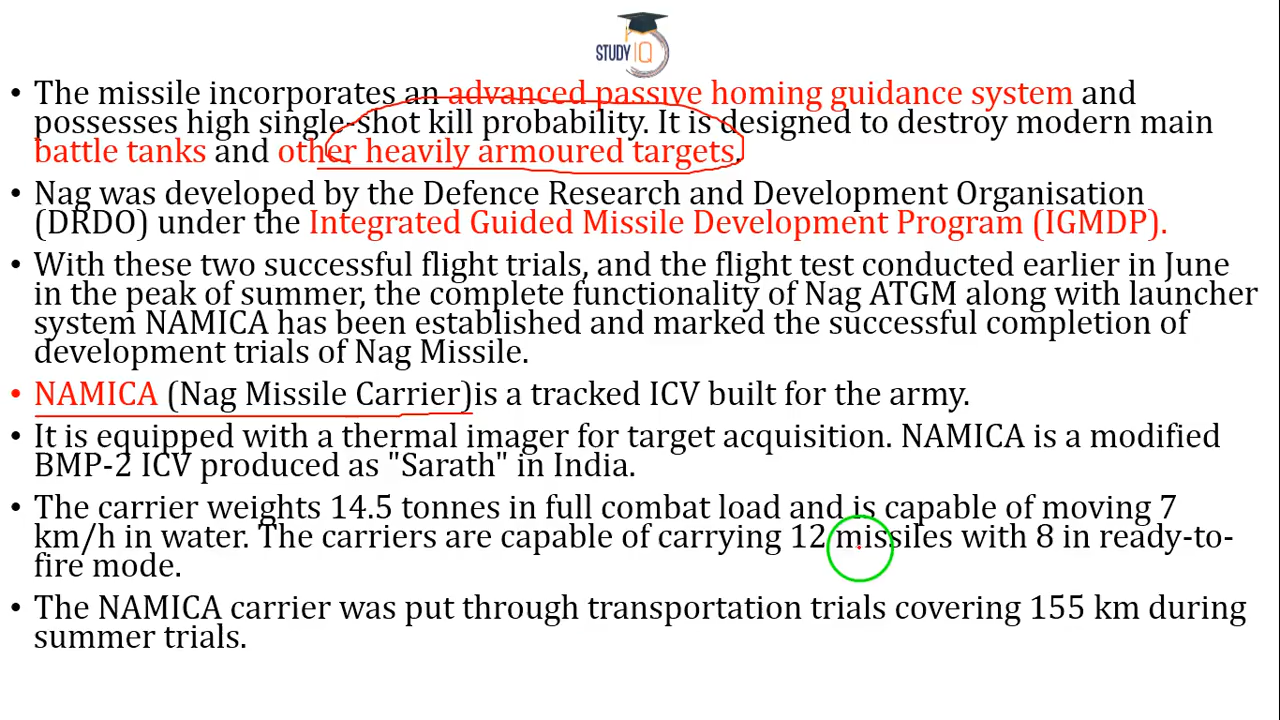 STUDY IQ
• The missile incorporates an advanced passive homing guidance system and
possesses high single-shot kill probability. It is designed to destroy modern main
battle tanks and other heavily armoured targets.
• Nag was developed by the Defence Research and Development Organisation
(DRDO) under the Integrated Guided Missile Development Program (IGMDP).
• With these two successful flight trials, and the flight test conducted earlier in June
in the peak of summer, the complete functionality of Nag ATGM along with launcher
system NAMICA has been established and marked the successful completion of
development trials of Nag Missile.
• NAMICA (Nag Missile Carrier)is a tracked ICV built for the army.
• It is equipped with a thermal imager for target acquisition. NAMICA is a modified
BMP-2 ICV produced as "Sarath" in India.
• The carrier weights 14.5 tonnes in full combat load and is capable of moving 7
km/h in water. The carriers are capable of carrying 12 missiles with 8 in ready-to-
fire mode.
• The NAMICA carrier was put through transportation trials covering 155 km during
summer trials.